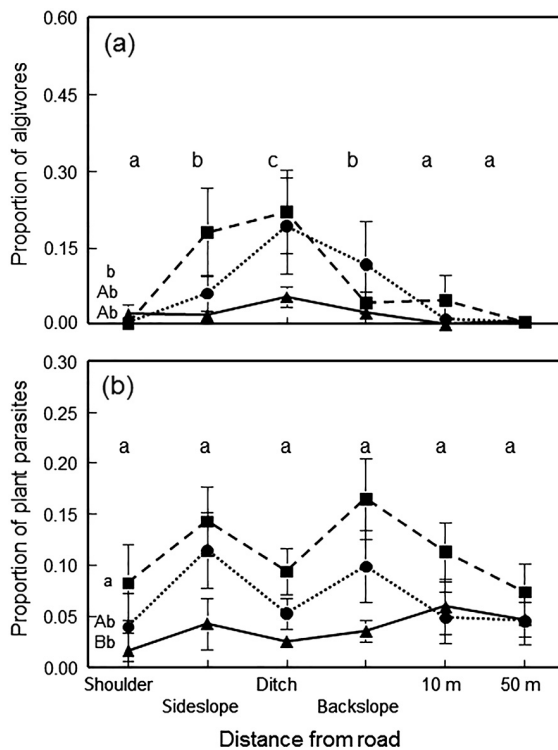 (a)
Proportion of algivores
0.60
0.45
0.30
0.15
0.00
a b c b a a
b
Ab
Ab
(b)
Proportion of plant parasites
0.30
0.25
0.20
0.15
0.10
0.05
0.00
a a a a a a
a
Ab
Bb
Shoulder Ditch 10 m 50 m
Sideslope Backslope
Distance from road